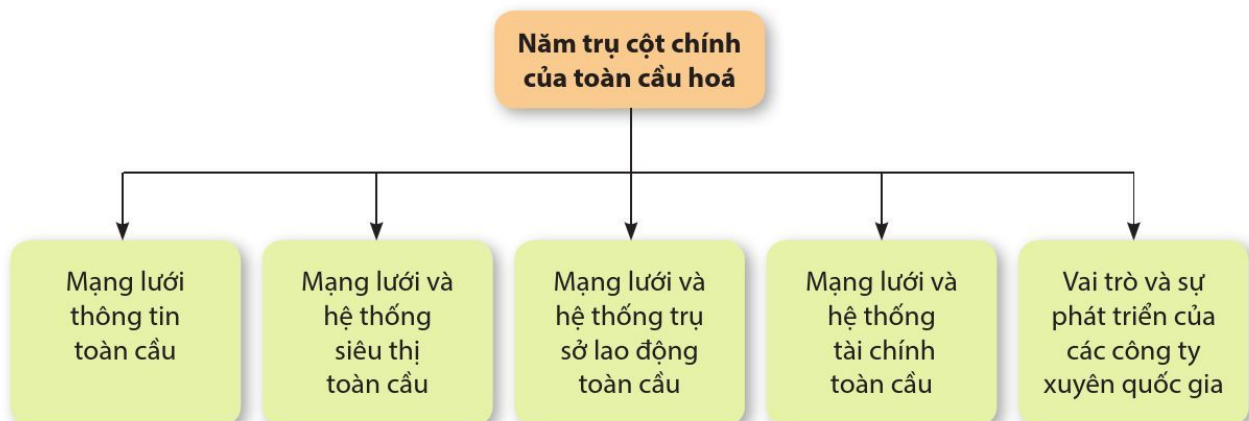 Năm trụ cột chính
của toàn cầu hoá
Mạng lưới
thông tin
toàn cầu
Mạng lưới và
hệ thống
siêu thị
toàn cầu
Mạng lưới và
hệ thống trụ
sở lao động
toàn cầu
Mạng lưới và
hệ thống
tài chính
toàn cầu
Vai trò và sự
phát triển của
các công ty
xuyên quốc gia